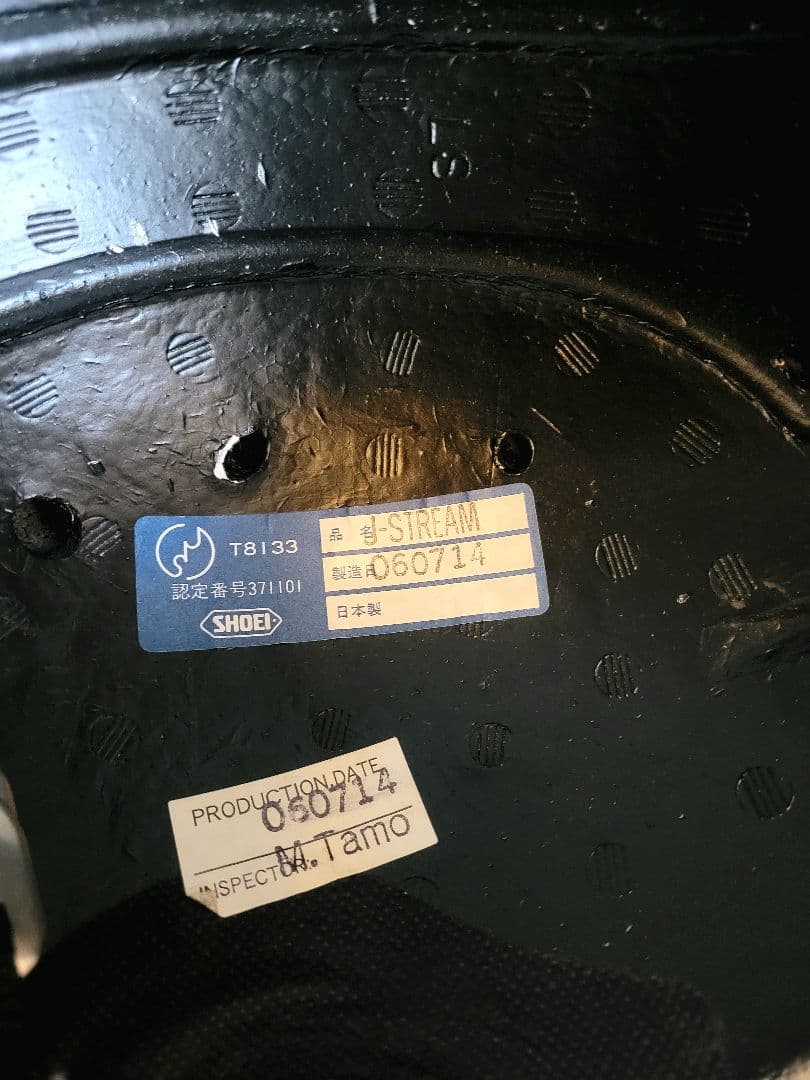 LS
T8133
認定番号371101
SHOEI
品 名 J-STREAM
製造日 060714
日本製
PRODUCTION DATE
060714
M.Tamo
INSPECTOR